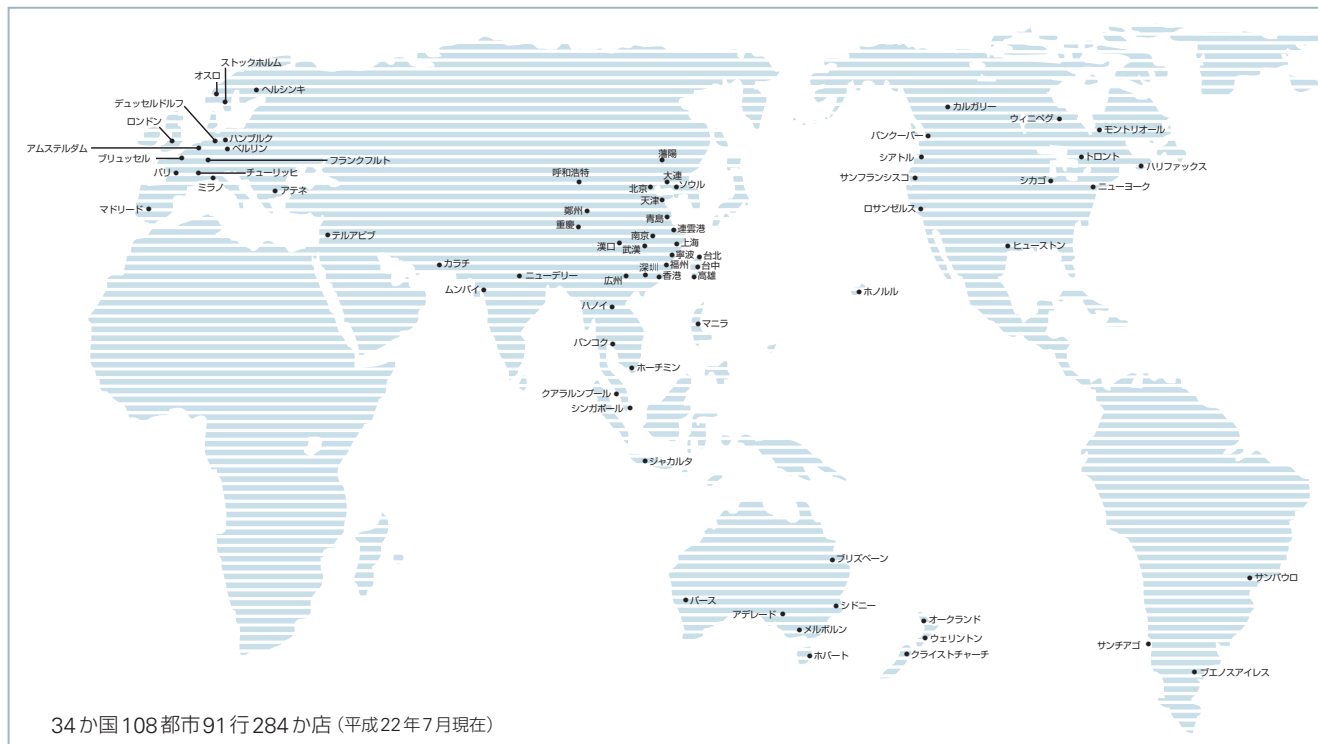 ストックホルム
オスロ
ヘルシンキ
デュッセルドルフ
ロンドン
ハンブルク
アムステルダム
ベルリン
ブリュッセル
フランクフルト
パリ
チューリッヒ
ミラノ
アテネ
マドリード
テルアビブ
カラチ
ニューデリー
ムンバイ
藩陽
呼和浩特
大連
北京
ソウル
天津
鄭州
青島
重慶
連雲港
南京
漢口
武漢
上海
寧波
台北
深圳
福州
台中
広州
香港
高雄
ハノイ
マニラ
バンコク
ホーチミン
クアラルンプール
シンガポール
ジャカルタ
ブリズベーン
パース
アデレード
シドニー
メルボルン
ホバート
オークランド
ウェリントン
クライストチャーチ
ホノルル
カルガリー
ウィニペグ
モントリオール
バンクーバー
シアトル
トロント
ハリファックス
サンフランシスコ
シカゴ
ニューヨーク
ロサンゼルス
ヒューストン
サンパウロ
サンチアゴ
ブエノスアイレス
34か国108都市91行284か店(平成22年7月現在)